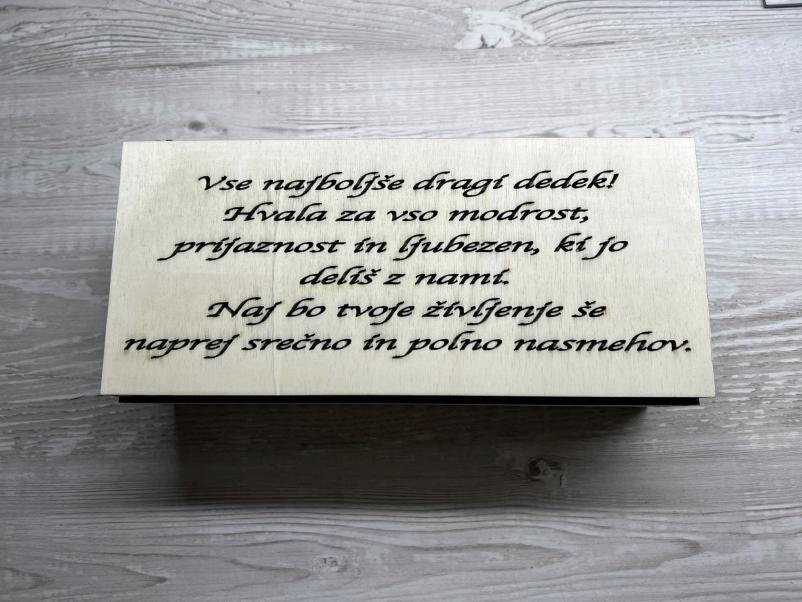 Vse najboljše dragi dedek!
Hvala za vso modrost,
prijaznost in ljubezen, ki jo
deliš z nami.
Naj bo tvoje življenje še
naprej srečno in polno nasmehov.